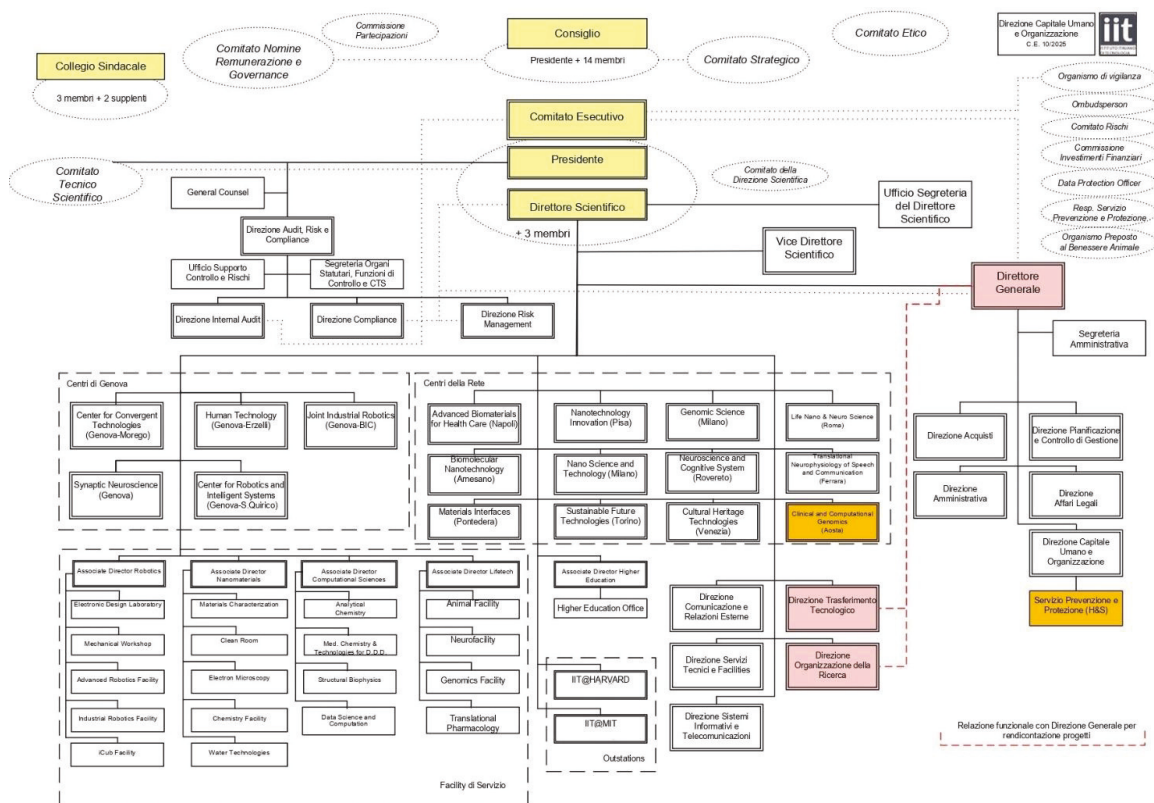 Commissione
Partecipazioni
Comitato Nomine
Remunerazione e
Governance
Consiglio
Presidente + 14 membri
Comitato Strategico
Comitato Etico
Direzione Capitale Umano
e Organizzazione
C.E. 10/2025
iit
ISTITUTO ITALIANO
DI TECNOLOGIA
Collegio Sindacale
3 membri + 2 supplenti
Organismo di vigilanza
Ombudsperson
Comitato Rischi
Commissione
Investimenti Finanziari
Data Protection Officer
Resp. Servizio
Prevenzione e Protezione
Organismo Preposto
al Benessere Animale
Comitato Esecutivo
Presidente
Direttore Scientifico
+ 3 membri
Comitato della
Direzione Scientifica
Ufficio Segreteria
del Direttore
Scientifico
Vice Direttore
Scientifico
Comitato
Tecnico
Scientifico
General Counsel
Direzione Audit, Risk e
Compliance
Ufficio Supporto
Controllo e Rischi
Segreteria Organi
Statutari, Funzioni di
Controllo e CTS
Direzione Internal Audit
Direzione Compliance
Direzione Risk
Management
Direttore
Generale
Segreteria
Amministrativa
Direzione Acquisti
Direzione Pianificazione
e Controllo di Gestione
Direzione
Amministrativa
Direzione
Affari Legali
Direzione Capitale
Umano e
Organizzazione
Servizio Prevenzione e
Protezione (H&S)
Centri di Genova
Center for Convergent
Technologies
(Genova-Morego)
Human Technology
(Genova-Erzelli)
Joint Industrial Robotics
(Genova-BIC)
Synaptic Neuroscience
(Genova)
Center for Robotics and
Intelligent Systems
(Genova-S.Quirico)
Centri della Rete
Advanced Biomaterials
for Health Care (Napoli)
Nanotechnology
Innovation (Pisa)
Genomic Science
(Milano)
Life Nano & Neuro Science
(Roma)
Biomolecular
Nanotechnology
(Arnesano)
Nano Science and
Technology (Milano)
Neuroscience and
Cognitive System
(Rovereto)
Translational
Neurophysiology of Speech
and Communication
(Ferrara)
Materials Interfaces
(Pontedera)
Sustainable Future
Technologies (Torino)
Cultural Heritage
Technologies
(Venezia)
Clinical and Computational
Genomics
(Aosta)
Associate Director Robotics
Electronic Design Laboratory
Mechanical Workshop
Advanced Robotics Facility
Industrial Robotics Facility
iCub Facility
Associate Director
Nanomaterials
Materials Characterization
Clean Room
Electron Microscopy
Chemistry Facility
Water Technologies
Associate Director
Computational Sciences
Analytical
Chemistry
Med. Chemistry &
Technologies for D.D.D.
Structural Biophysics
Data Science and
Computation
Associate Director Lifetech
Animal Facility
Neurofacility
Genomics Facility
Translational
Pharmacology
Facility di Servizio
Associate Director Higher
Education
Higher Education Office
IIT@HARVARD
IIT@MIT
Outstations
Direzione
Comunicazione e
Relazioni Esterne
Direzione Trasferimento
Tecnologico
Direzione Servizi
Tecnici e Facilities
Direzione
Organizzazione della
Ricerca
Direzione Sistemi
Informativi e
Telecomunicazioni
Relazione funzionale con Direzione Generale per
rendicontazione progetti